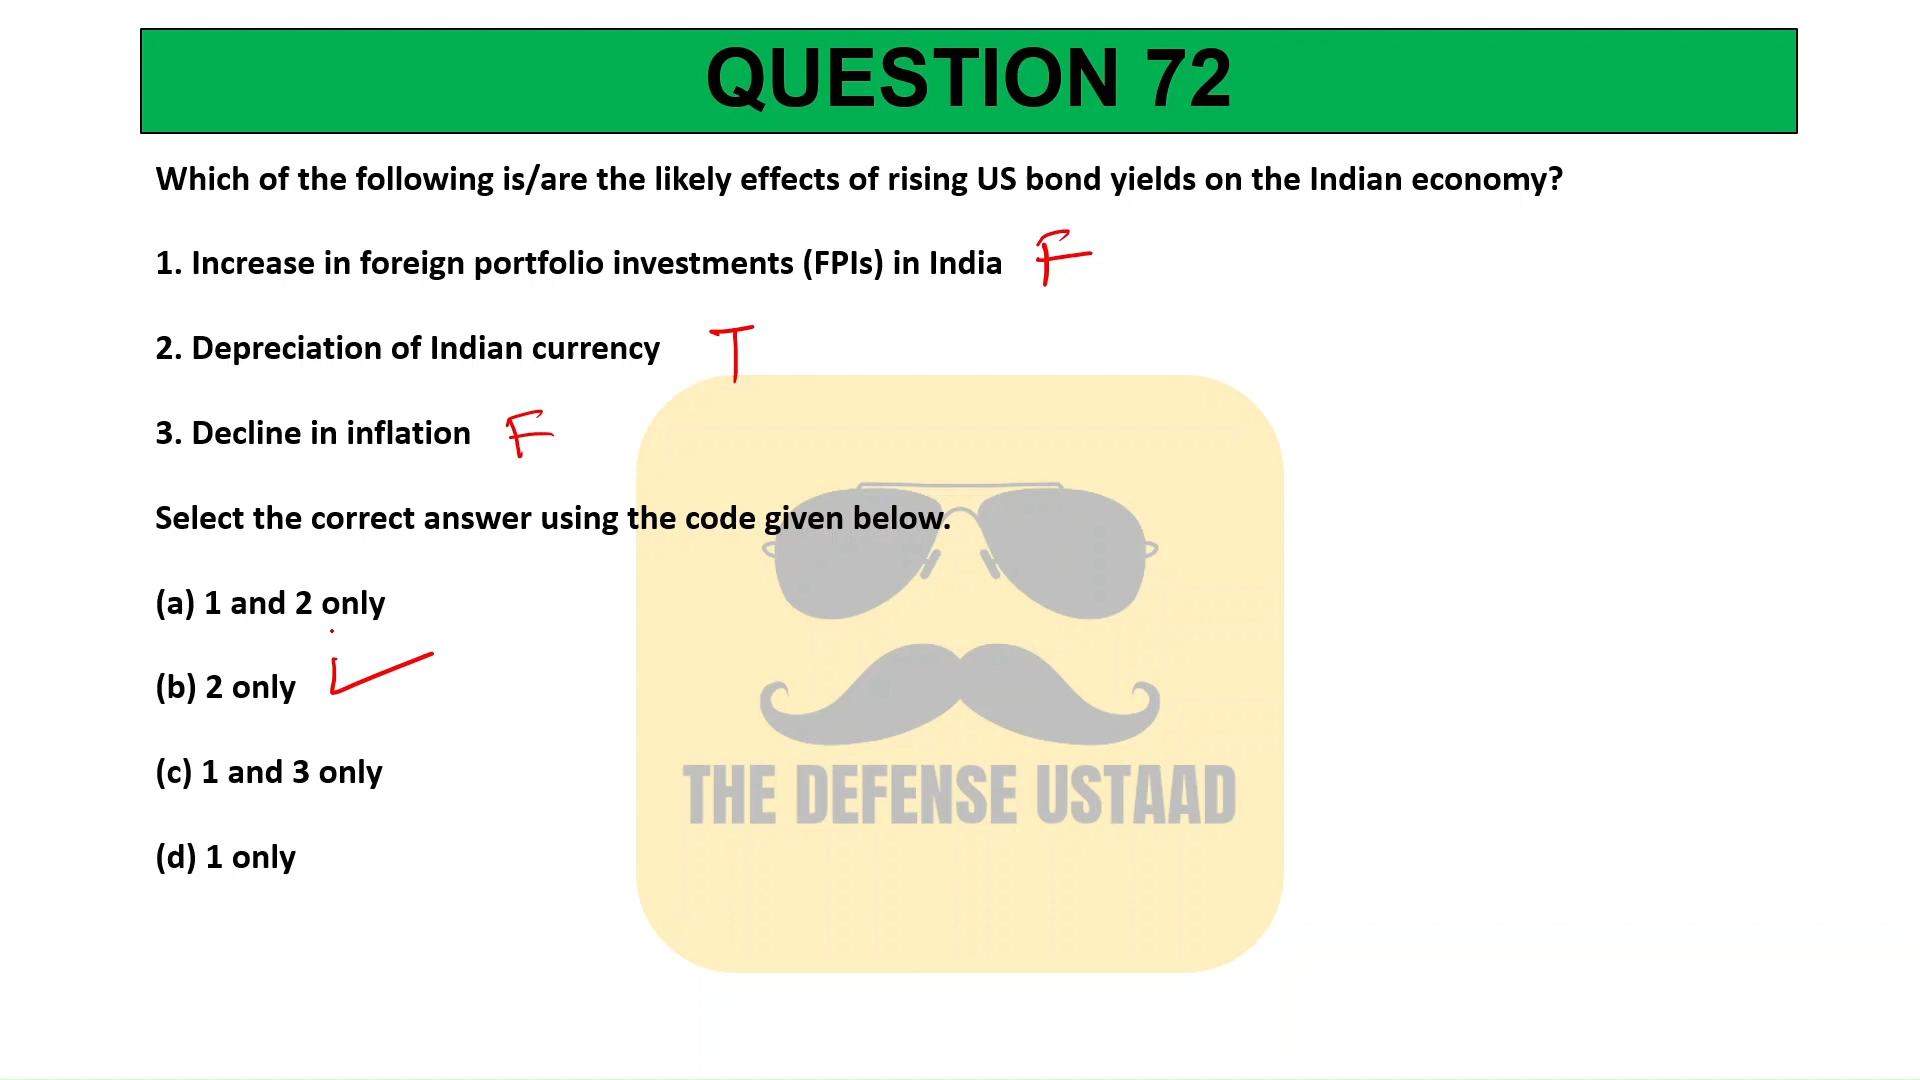 QUESTION 72
Which of the following is/are the likely effects of rising US bond yields on the Indian economy?
1. Increase in foreign portfolio investments (FPIs) in India F
2. Depreciation of Indian currency T
3. Decline in inflation F
Select the correct answer using the code given below.
(a) 1 and 2 only
(b) 2 only
(c) 1 and 3 only
THE DEFENSE USTAAD
(d) 1 only